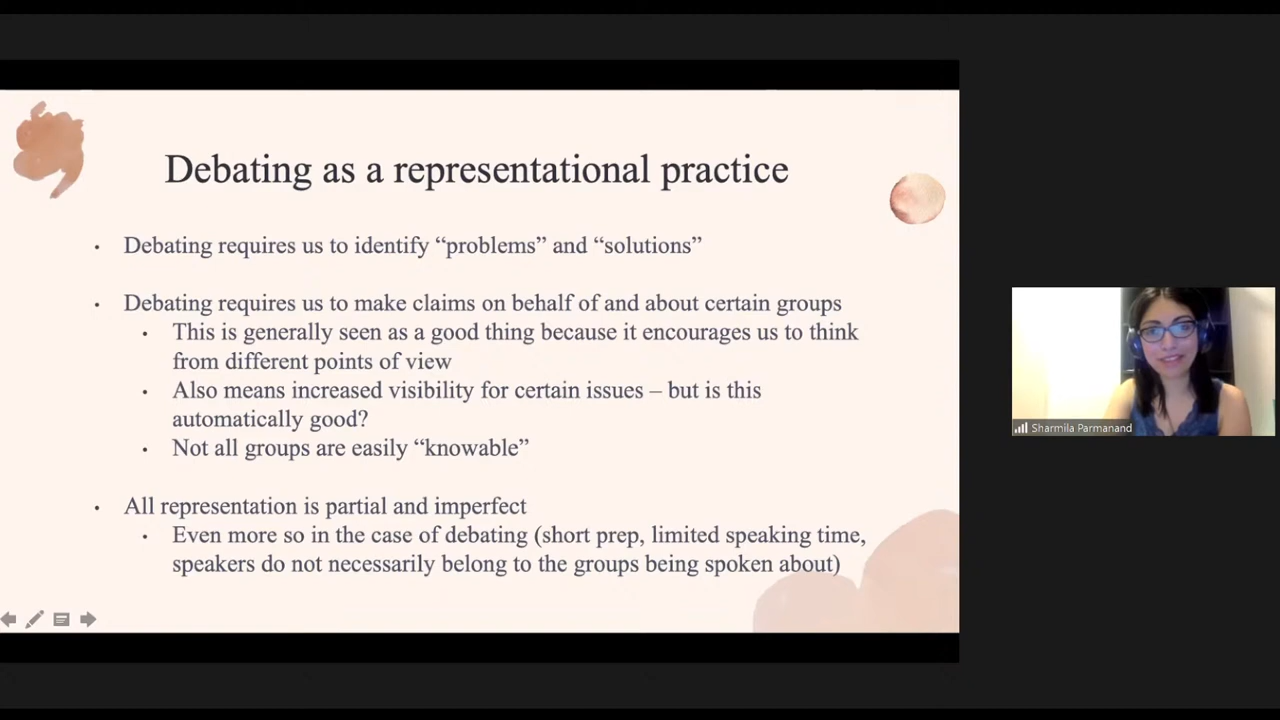 Debating as a representational practice
• Debating requires us to identify “problems” and “solutions”
• Debating requires us to make claims on behalf of and about certain groups
• This is generally seen as a good thing because it encourages us to think
from different points of view
• Also means increased visibility for certain issues – but is this
automatically good?
• Not all groups are easily “knowable”
• All representation is partial and imperfect
• Even more so in the case of debating (short prep, limited speaking time,
speakers do not necessarily belong to the groups being spoken about)
Sharmila Parmanand